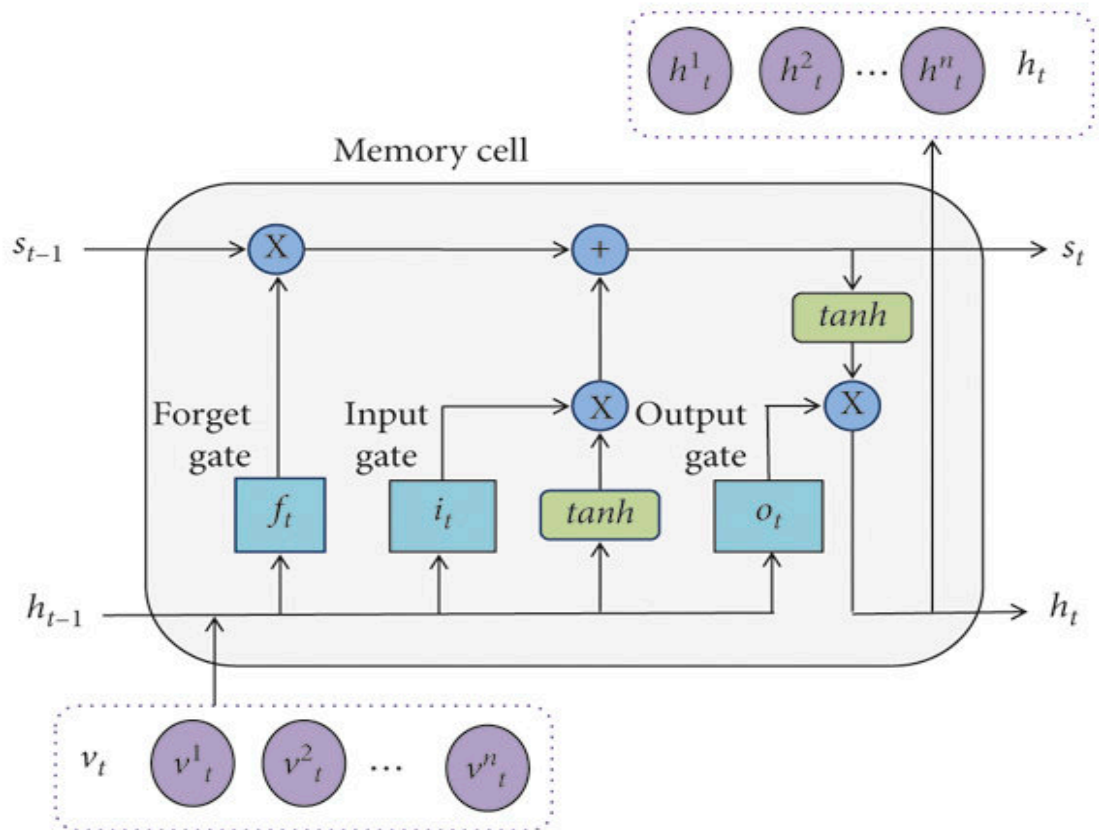 h¹ₜ h²ₜ ... hⁿₜ hₜ
Memory cell
sₜ₋₁ X + sₜ
tanh
Forget gate Input gate X Output gate X
fₜ iₜ tanh oₜ
hₜ₋₁ hₜ
vₜ v¹ₜ v²ₜ ... vⁿₜ